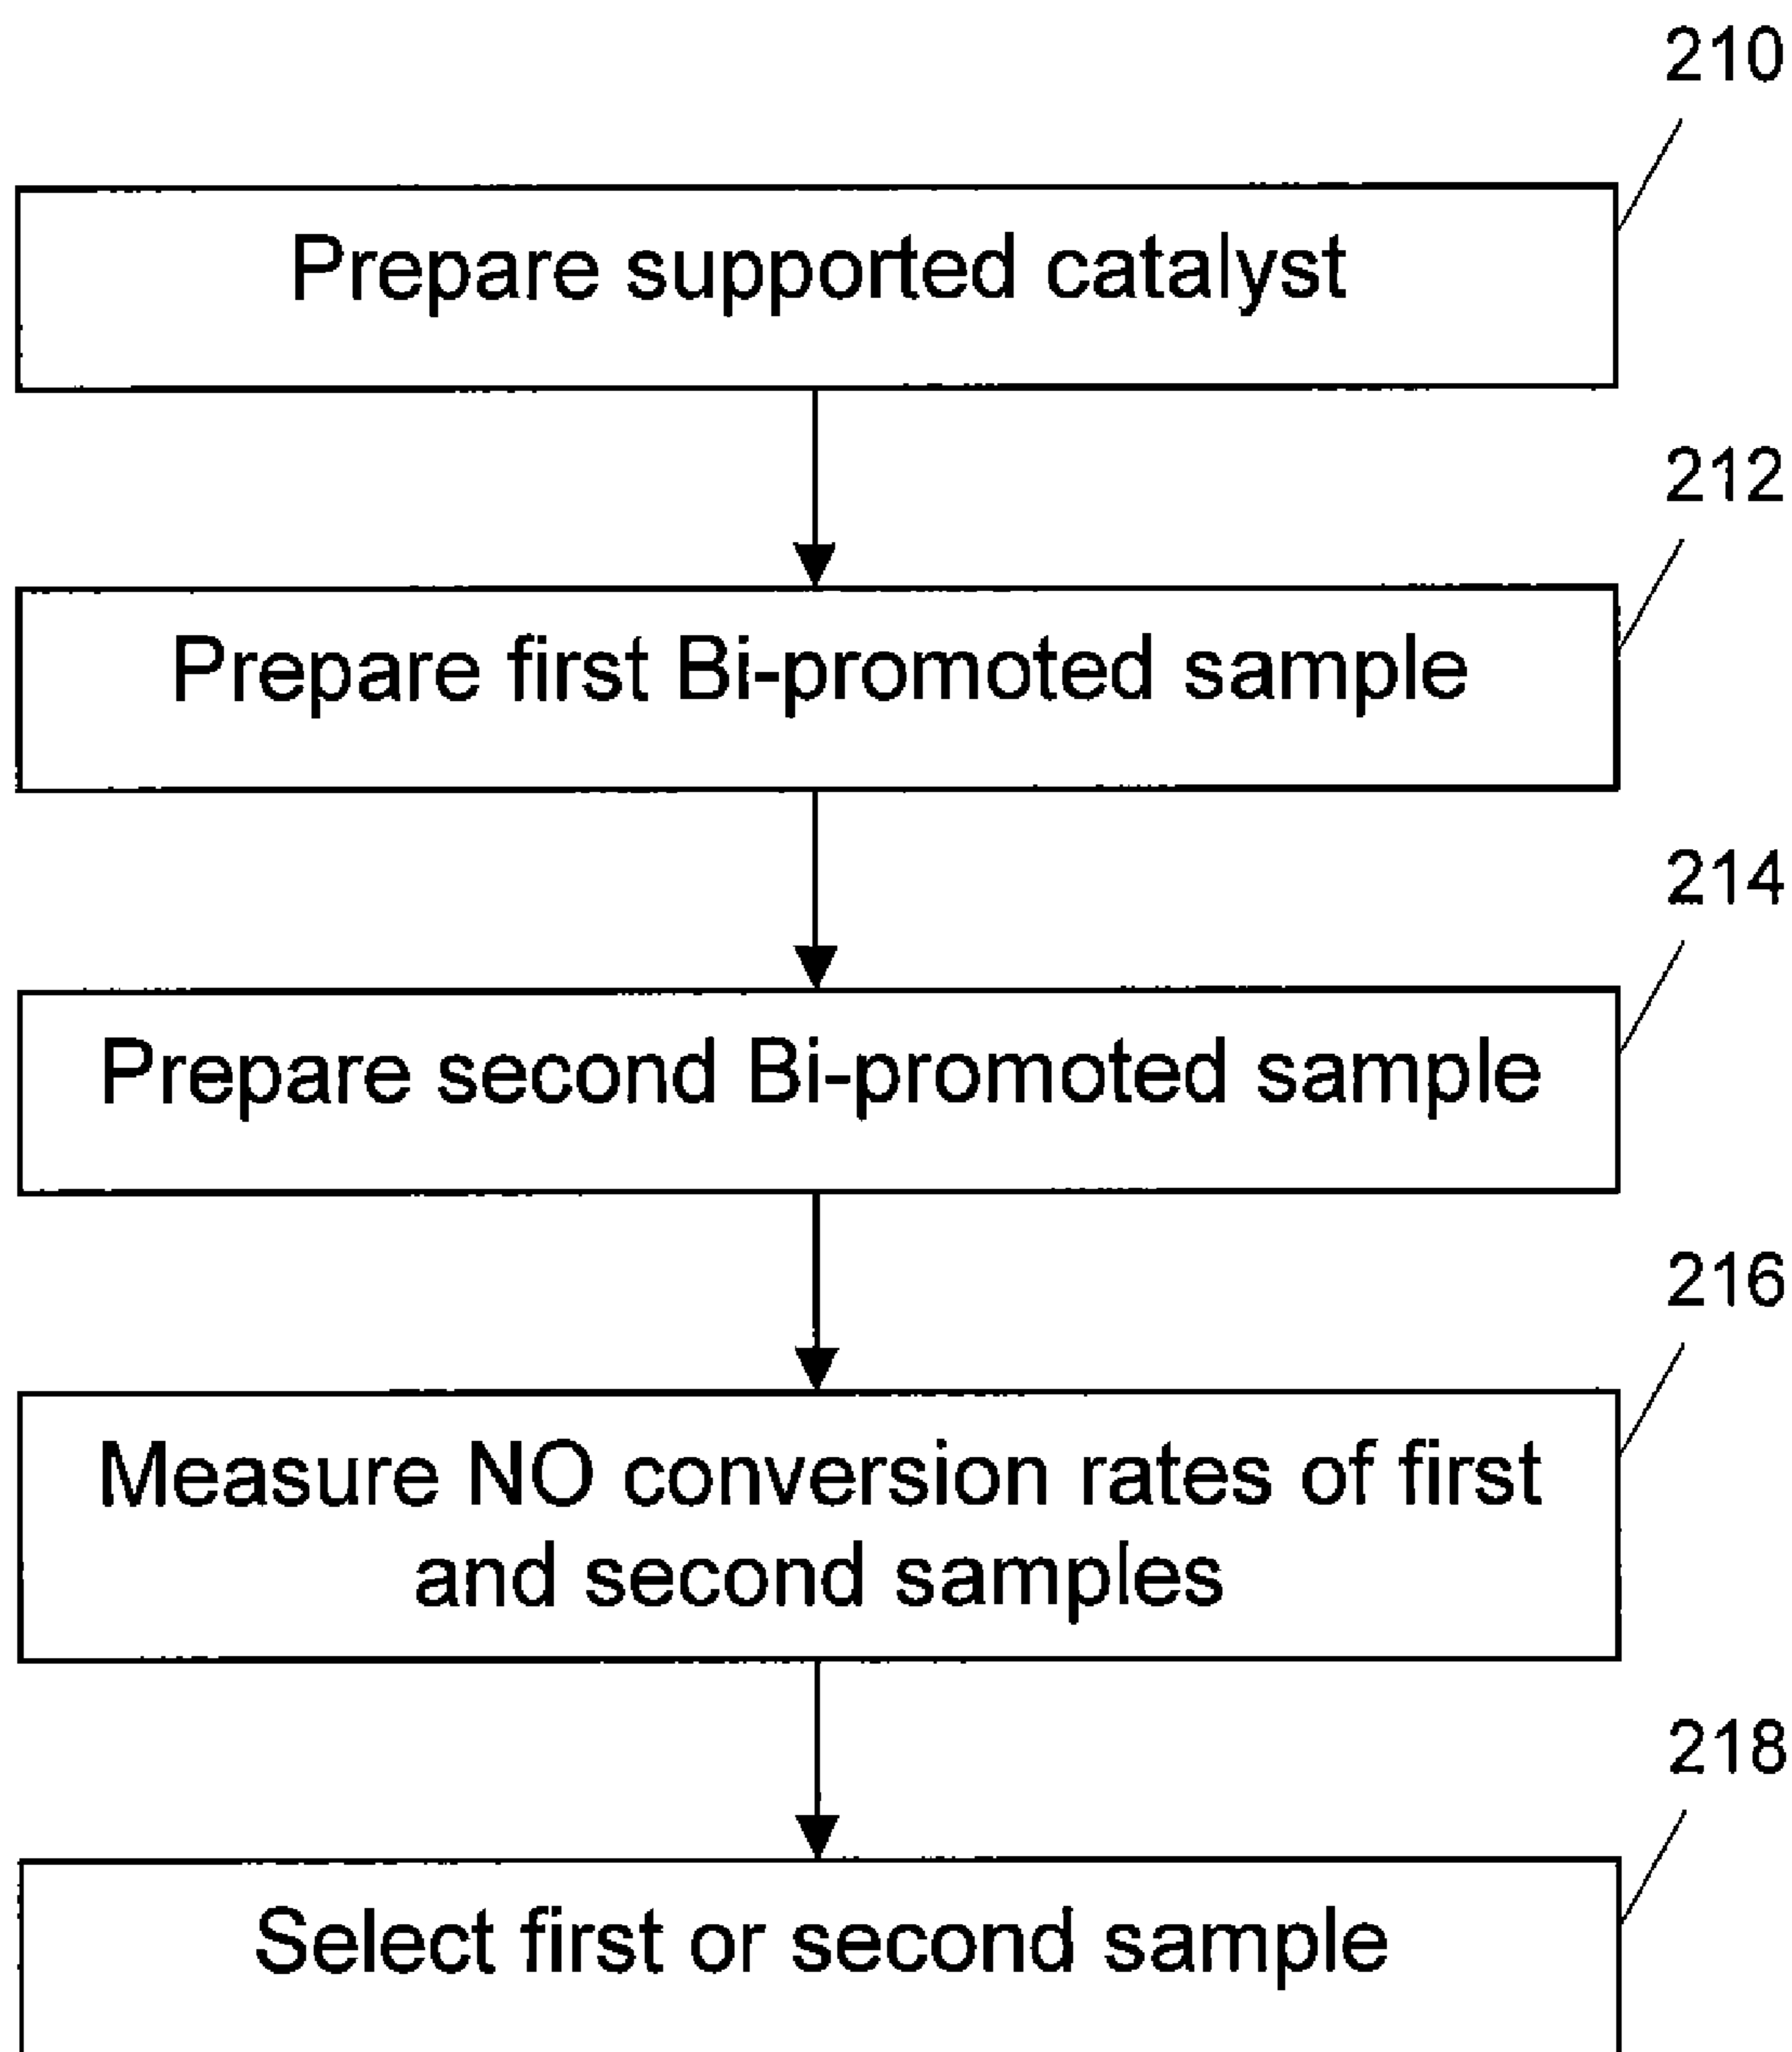 210
Prepare supported catalyst
212
Prepare first Bi-promoted sample
214
Prepare second Bi-promoted sample
216
Measure NO conversion rates of first
and second samples
218
Select first or second sample